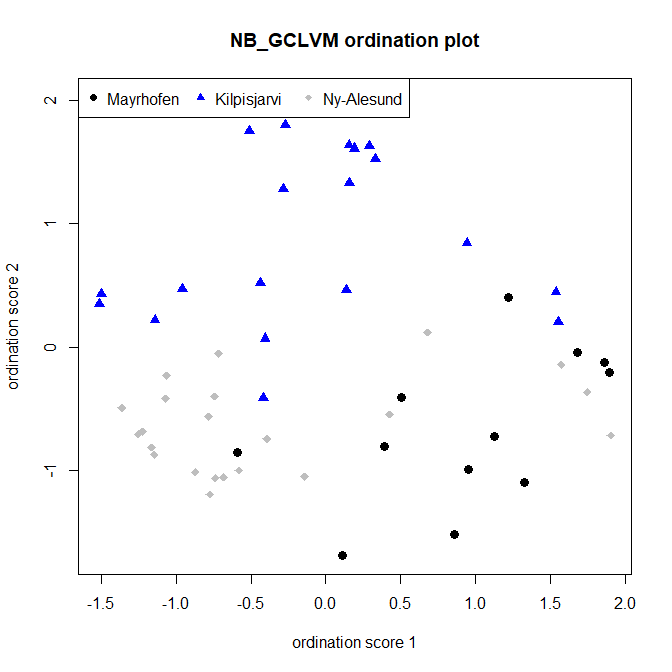 NB_GCLVM ordination plot
Mayrhofen Kilpisjarvi Ny-Alesund
2
1
0
-1
ordination score 2
-1.5 -1.0 -0.5 0.0 0.5 1.0 1.5 2.0
ordination score 1